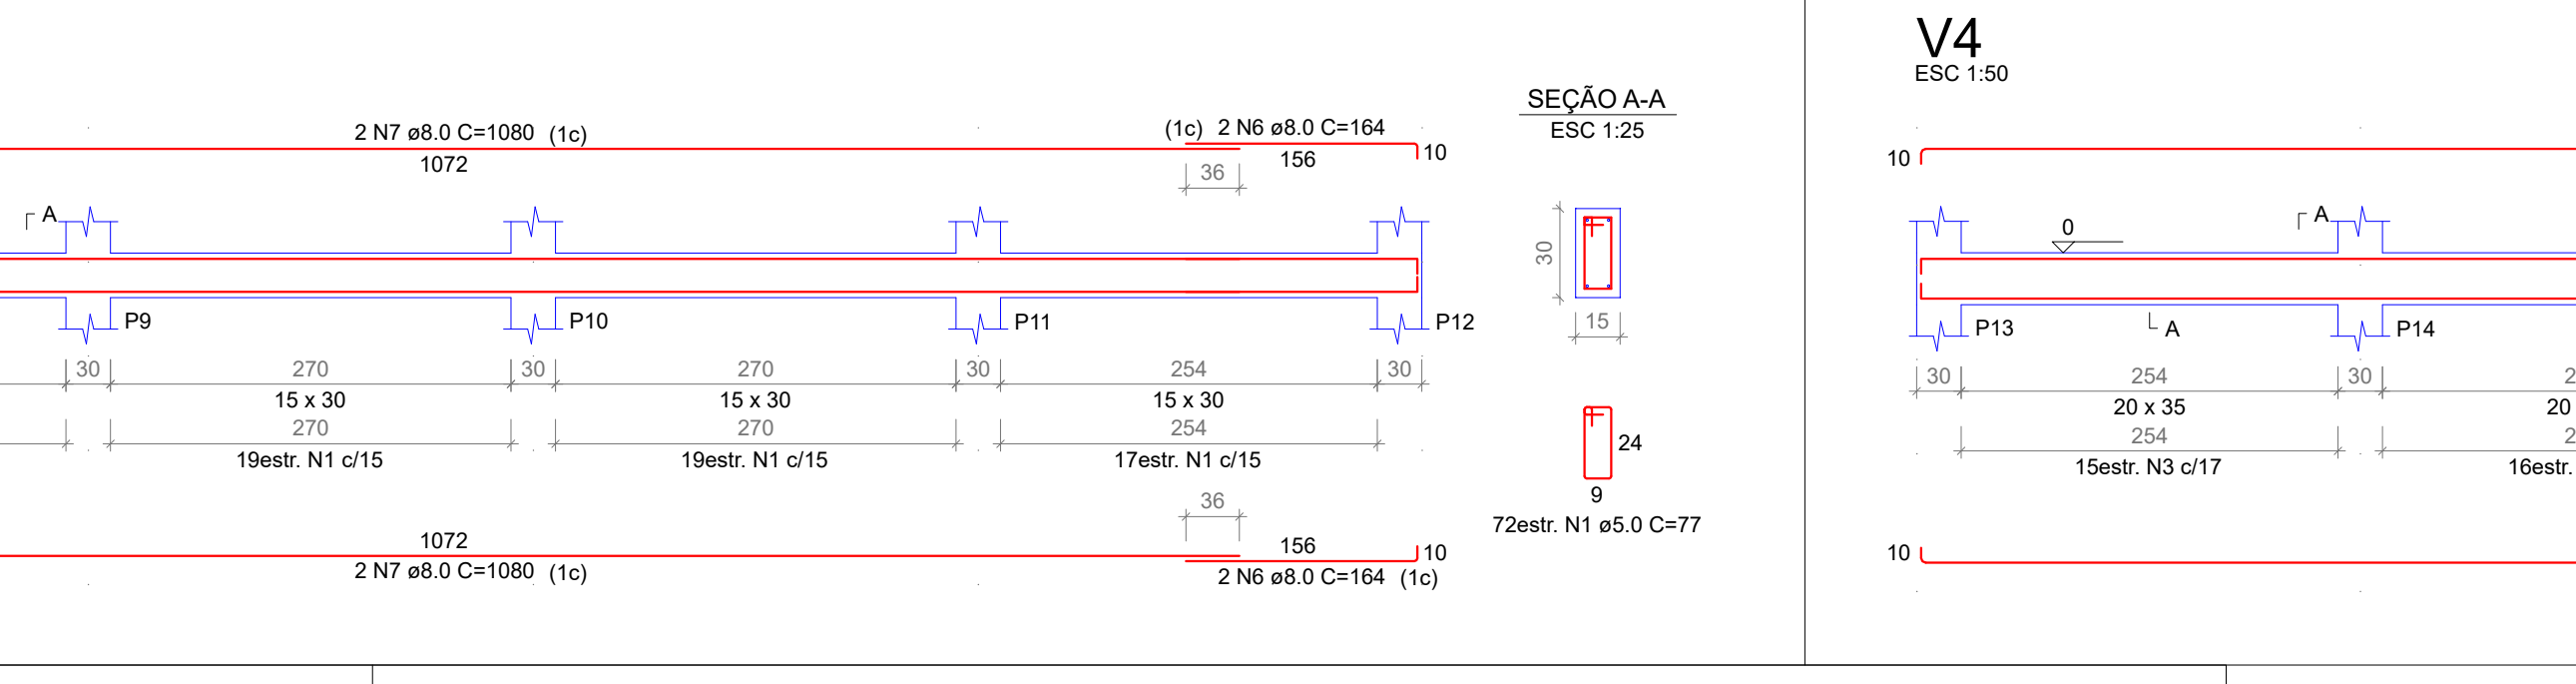 V4
ESC 1:50
SEÇÃO A-A
ESC 1:25
2 N7 ø8.0 C=1080 (1c)
1072
(1c) 2 N6 ø8.0 C=164
156
10
36
10
A
30
15
0
A
P9
P10
P11
P12
P13
A
P14
30
270
30
270
30
254
30
15 x 30
15 x 30
15 x 30
270
270
254
19estr. N1 c/15
19estr. N1 c/15
17estr. N1 c/15
24
9
72estr. N1 ø5.0 C=77
30
254
30
2
20 x 35
20
254
2
15estr. N3 c/17
16estr.
36
1072
2 N7 ø8.0 C=1080 (1c)
156
10
2 N6 ø8.0 C=164 (1c)
10